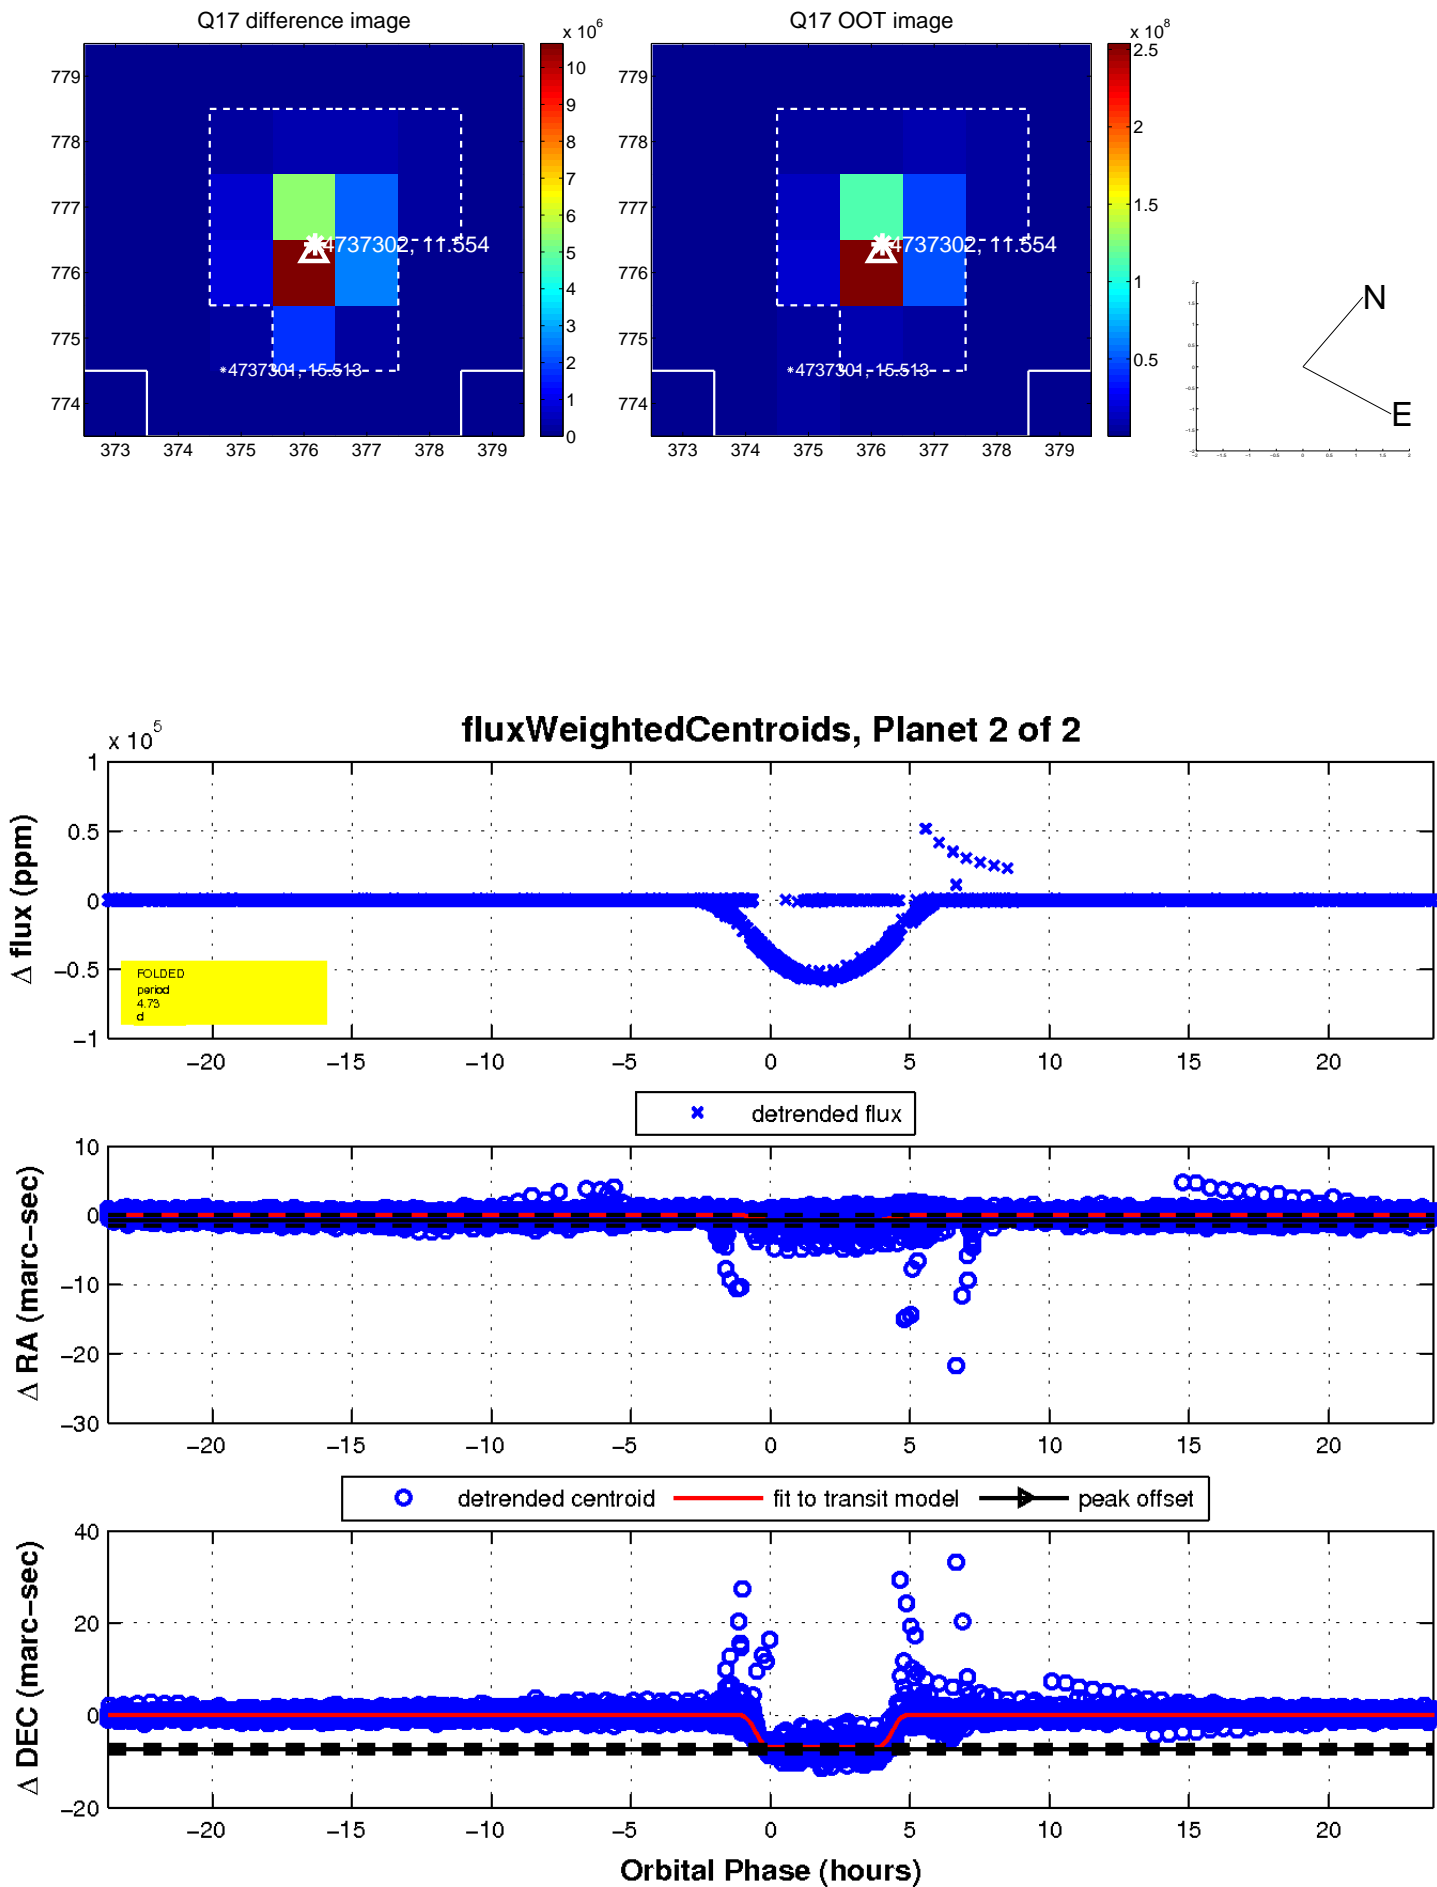 Q17 difference image
x 10^6
779
778
777
776
775
774
373 374 375 376 377 378 379
4737302, 11.554
*4737301, 15.513
10
9
8
7
6
5
4
3
2
1
0
Q17 OOT image
x 10^8
779
778
777
776
775
774
373 374 375 376 377 378 379
4737302, 11.554
*4737301, 15.513
2.5
2
1.5
1
0.5
N
E
fluxWeightedCentroids, Planet 2 of 2
x 10^5
Δ flux (ppm)
1
0.5
0
−0.5
−1
FOLDED
period
4.73
d
−20 −15 −10 −5 0 5 10 15 20
detrended flux
Δ RA (marc−sec)
10
0
−10
−20
−30
−20 −15 −10 −5 0 5 10 15 20
detrended centroid fit to transit model peak offset
Δ DEC (marc−sec)
40
20
0
−20
−20 −15 −10 −5 0 5 10 15 20
Orbital Phase (hours)